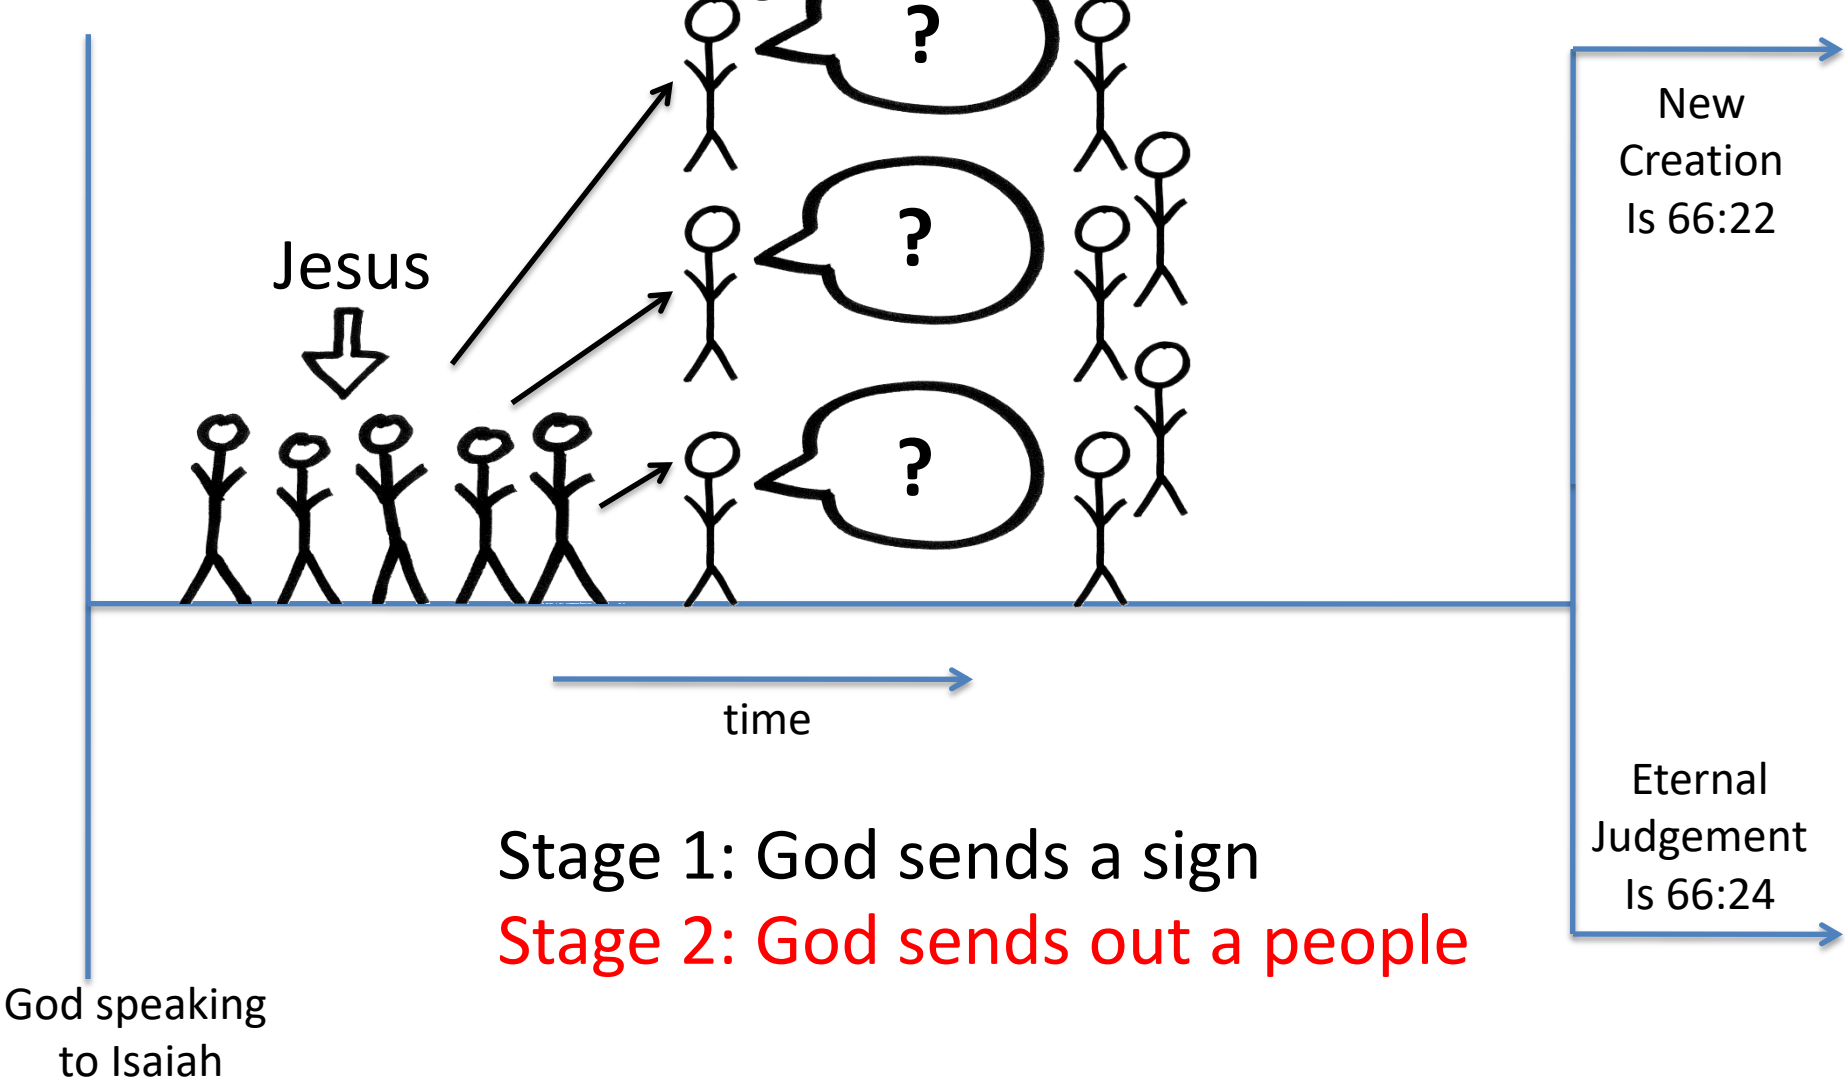 ?
New
Creation
Is 66:22
?
Jesus
?
time
Eternal
Judgement
Is 66:24
Stage 1: God sends a sign
Stage 2: God sends out a people
God speaking
to Isaiah